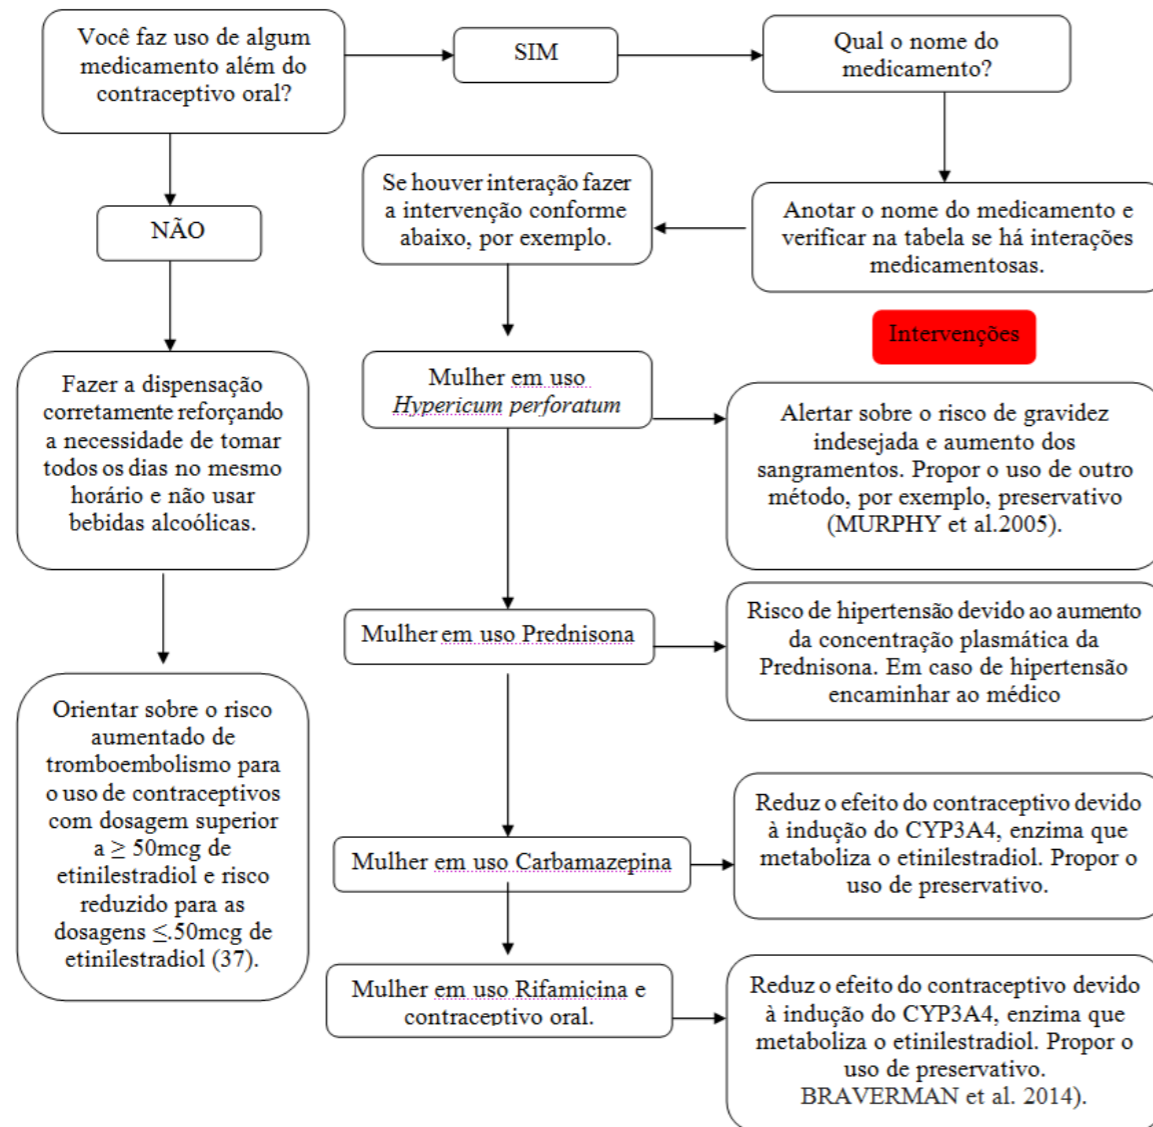 Você faz uso de algum
medicamento além do
contraceptivo oral?
SIM
Qual o nome do
medicamento?
NÃO
Se houver interação fazer
a intervenção conforme
abaixo, por exemplo.
Anotar o nome do medicamento e
verificar na tabela se há interações
medicamentosas.
Intervenções
Fazer a dispensação
corretamente reforçando
a necessidade de tomar
todos os dias no mesmo
horário e não usar
bebidas alcoólicas.
Mulher em uso
Hypericum perforatum
Alertar sobre o risco de gravidez
indesejada e aumento dos
sangramentos. Propor o uso de outro
método, por exemplo, preservativo
(MURPHY et al.2005).
Mulher em uso Prednisona
Risco de hipertensão devido ao aumento
da concentração plasmática da
Prednisona. Em caso de hipertensão
encaminhar ao médico
Orientar sobre o risco
aumentado de
tromboembolismo para
o uso de contraceptivos
com dosagem superior
a ≥ 50mcg de
etinilestradiol e risco
reduzido para as
dosagens ≤.50mcg de
etinilestradiol (37).
Mulher em uso Carbamazepina
Reduz o efeito do contraceptivo devido
à indução do CYP3A4, enzima que
metaboliza o etinilestradiol. Propor o
uso de preservativo.
Mulher em uso Rifamicina e
contraceptivo oral.
Reduz o efeito do contraceptivo devido
à indução do CYP3A4, enzima que
metaboliza o etinilestradiol. Propor o
uso de preservativo.
BRAVERMAN et al. 2014).